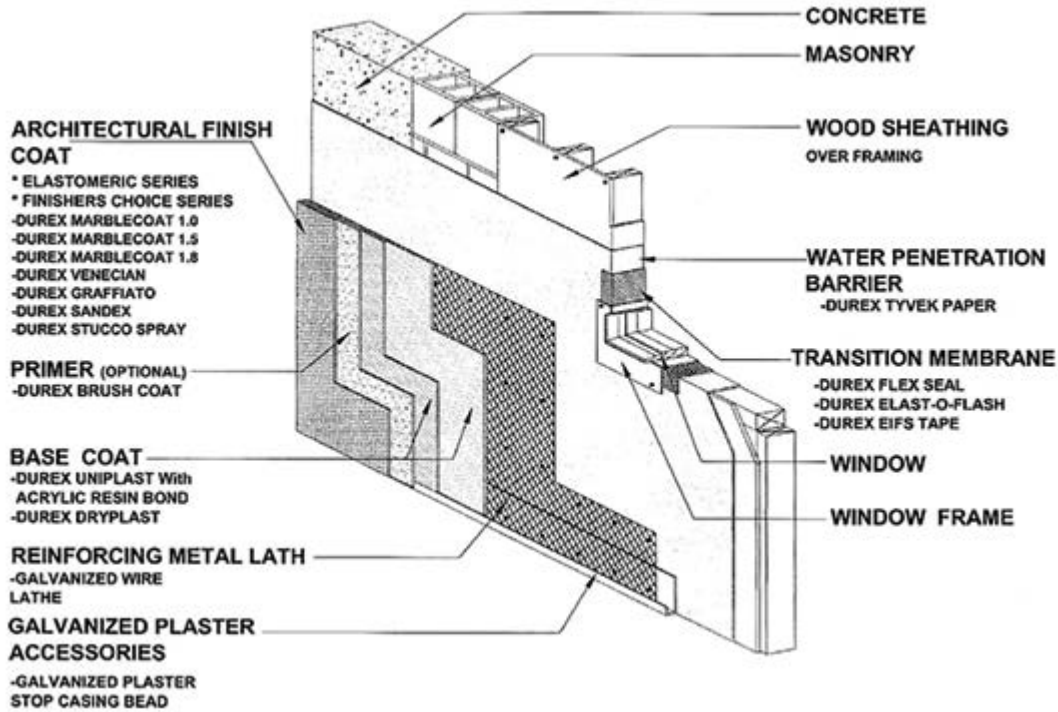 ARCHITECTURAL FINISH
COAT
* ELASTOMERIC SERIES
* FINISHERS CHOICE SERIES
-DUREX MARBLECOAT 1.0
-DUREX MARBLECOAT 1.5
-DUREX MARBLECOAT 1.8
-DUREX VENECIAN
-DUREX GRAFFIATO
-DUREX SANDEX
-DUREX STUCCO SPRAY
PRIMER (OPTIONAL)
-DUREX BRUSH COAT
BASE COAT
-DUREX UNIPLAST With
ACRYLIC RESIN BOND
-DUREX DRYPLAST
REINFORCING METAL LATH
-GALVANIZED WIRE
LATHE
GALVANIZED PLASTER
ACCESSORIES
-GALVANIZED PLASTER
STOP CASING BEAD
CONCRETE
MASONRY
WOOD SHEATHING
OVER FRAMING
WATER PENETRATION
BARRIER
-DUREX TYVEK PAPER
TRANSITION MEMBRANE
-DUREX FLEX SEAL
-DUREX ELAST-O-FLASH
-DUREX EIFS TAPE
WINDOW
WINDOW FRAME